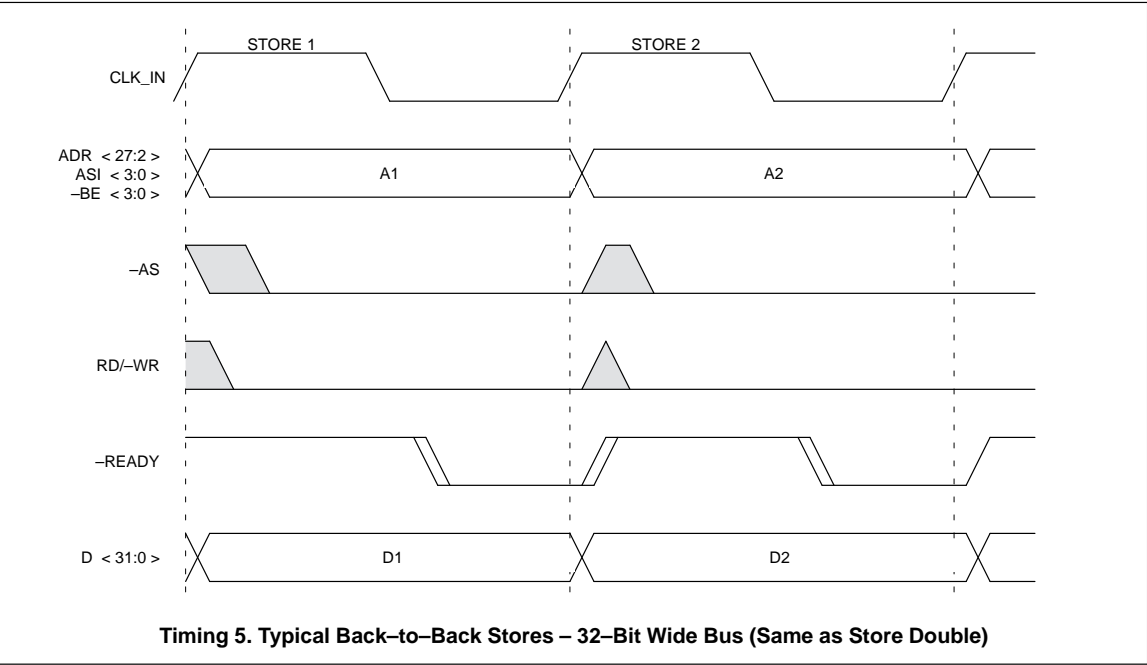 STORE 1 STORE 2
CLK_IN
ADR < 27:2 >
ASI < 3:0 >
–BE < 3:0 >
A1 A2
–AS
RD/–WR
–READY
D < 31:0 >
D1 D2
Timing 5. Typical Back–to–Back Stores – 32–Bit Wide Bus (Same as Store Double)